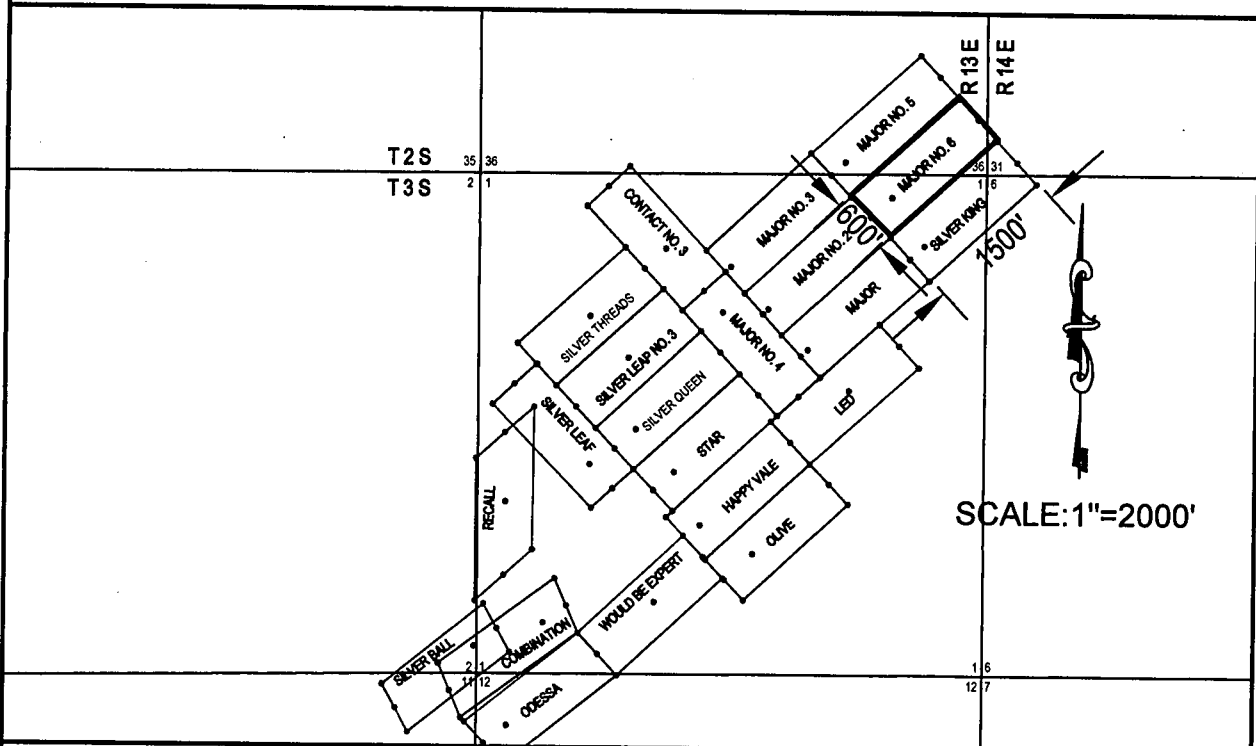 R 13 E
R 14 E
MAJOR NO. 5
T 2 S
35 36
MAJOR NO. 6
36 31
T 3 S
2 1
1 6
CONTACT NO. 3
MAJOR NO. 3
600'
SILVER KING
1500'
MAJOR NO. 2
MAJOR
SILVER THREADS
MAJOR NO. 4
SILVER LEAP NO. 3
SILVER QUEEN
LED
SILVER LEAF
STAR
HAPPY VALE
RECALL
OLIVE
SCALE:1"=2000'
WOULD BE EXPERT
COMBINATION
SILVER BALL
2 1
11 12
1 6
12 7
ODESSA